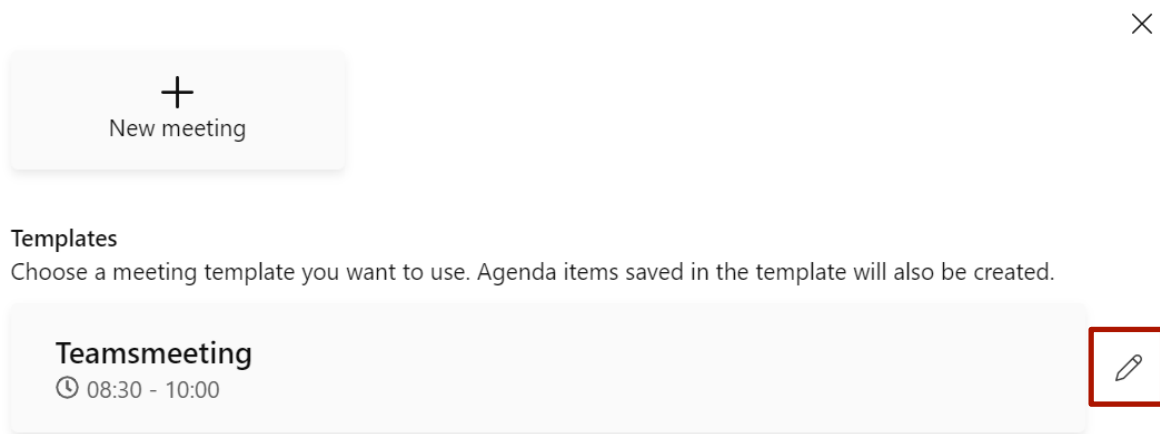 New meeting
Templates
Choose a meeting template you want to use. Agenda items saved in the template will also be created.
Teamsmeeting
08:30 - 10:00